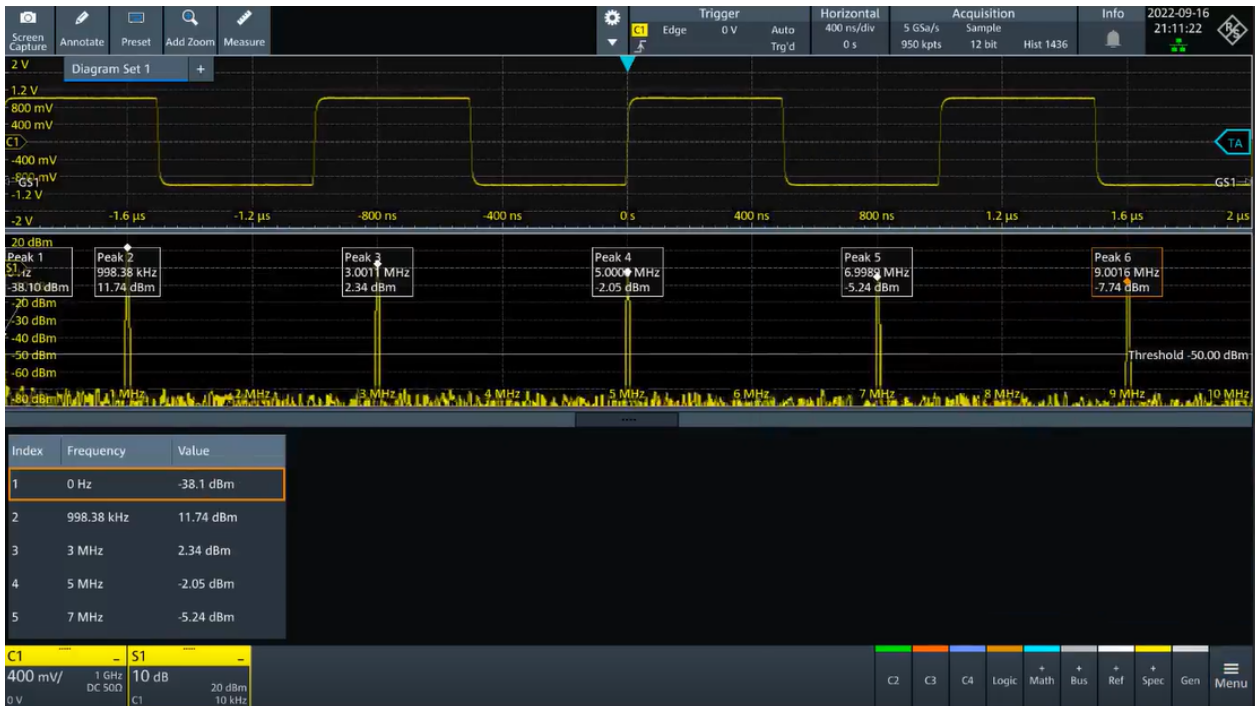 Screen Capture
Annotate
Preset
Add Zoom
Measure
Trigger
C1 Edge 0 V Auto
Trig'd
Horizontal
400 ns/div
0 s
Acquisition
5 GSa/s Sample
950 kpts 12 bit Hist 1436
Info
2022-09-16
21:11:22
R&S
2 V
Diagram Set 1 +
1.2 V
800 mV
400 mV
C1
TA
-400 mV
-800 mV
GS1 GS1
-1.2 V
-2 V -1.6 µs -1.2 µs -800 ns -400 ns 0 s 400 ns 800 ns 1.2 µs 1.6 µs 2 µs
20 dBm
Peak 1 Peak 2 Peak 3 Peak 4 Peak 5 Peak 6
S1 Hz 998.38 kHz 3.0011 MHz 5.0000 MHz 6.9989 MHz 9.0016 MHz
-38.10 dBm 11.74 dBm 2.34 dBm -2.05 dBm -5.24 dBm -7.74 dBm
-20 dBm
-30 dBm
-40 dBm
-50 dBm Threshold -50.00 dBm
-60 dBm
-80 dBm 1 MHz 2 MHz 3 MHz 4 MHz 5 MHz 6 MHz 7 MHz 8 MHz 9 MHz 10 MHz
Index Frequency Value
1 0 Hz -38.1 dBm
2 998.38 kHz 11.74 dBm
3 3 MHz 2.34 dBm
4 5 MHz -2.05 dBm
5 7 MHz -5.24 dBm
C1
400 mV/ 1 GHz
DC 50Ω
0 V
S1
10 dB
20 dBm
C1 10 kHz
C2 C3 C4 Logic + Math + Bus + Ref + Spec Gen Menu